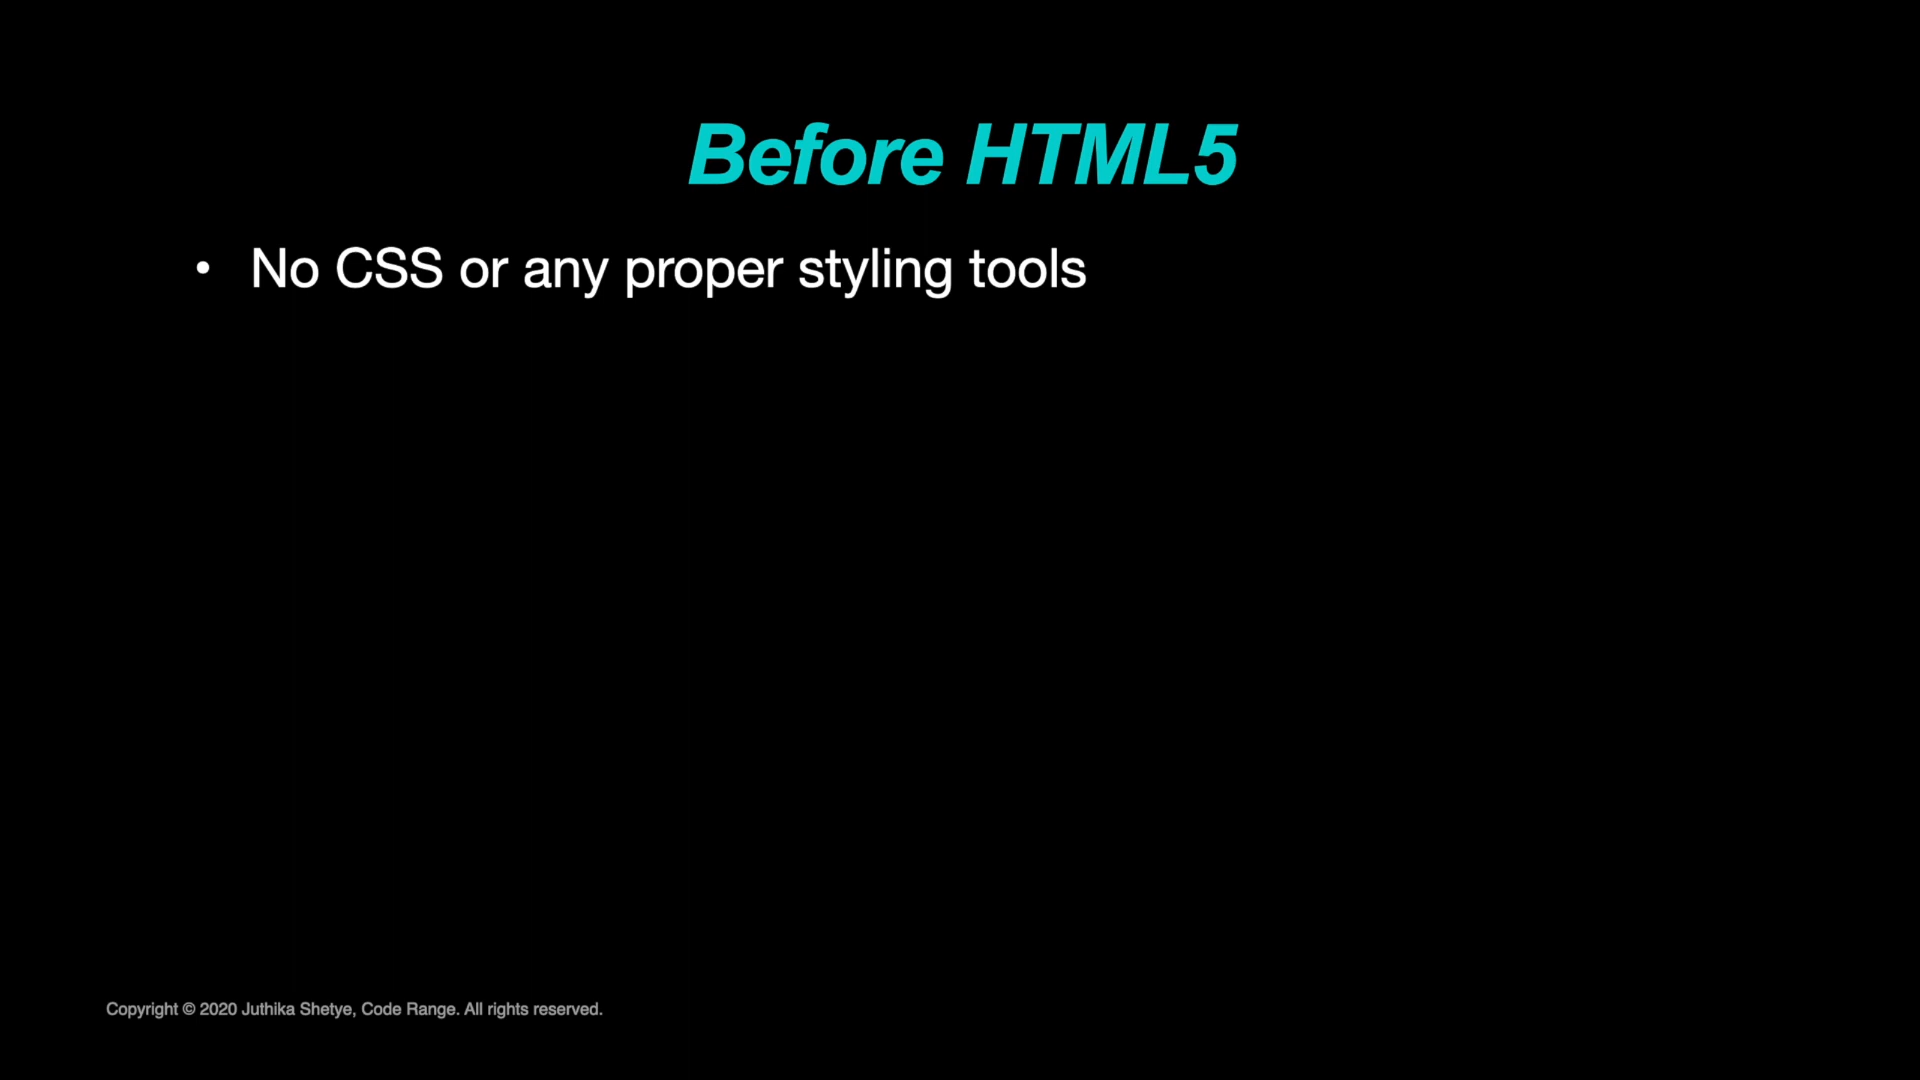 Before HTML5
• No CSS or any proper styling tools
Copyright © 2020 Juthika Shetye, Code Range. All rights reserved.